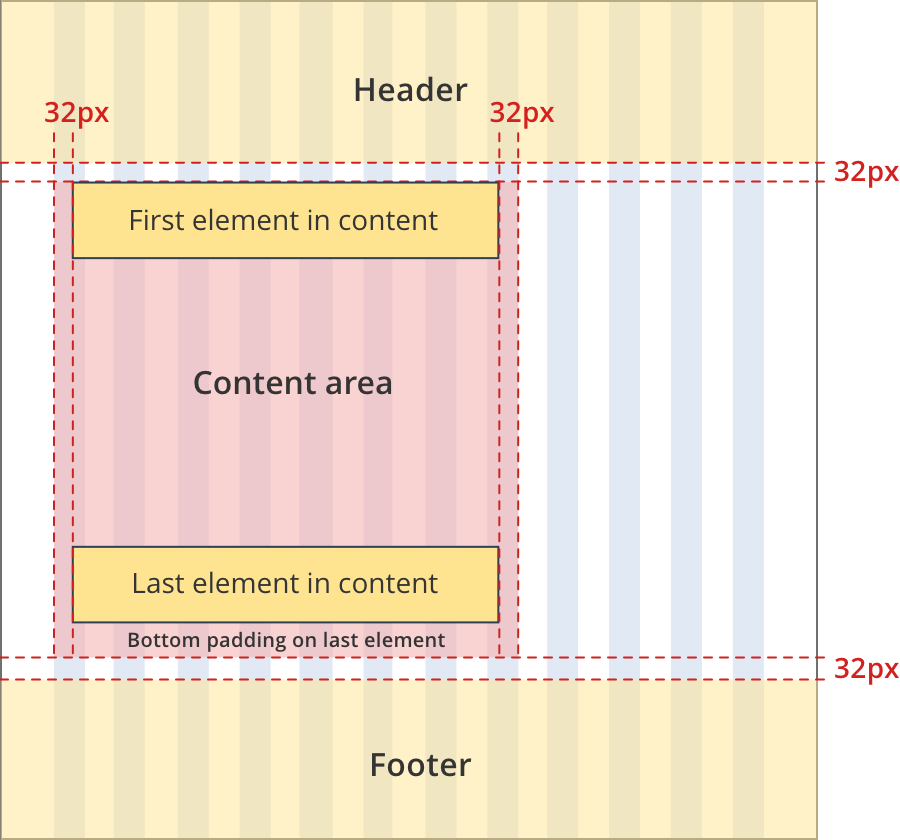 Header
32px
32px
32px
First element in content
Content area
Last element in content
Bottom padding on last element
32px
Footer